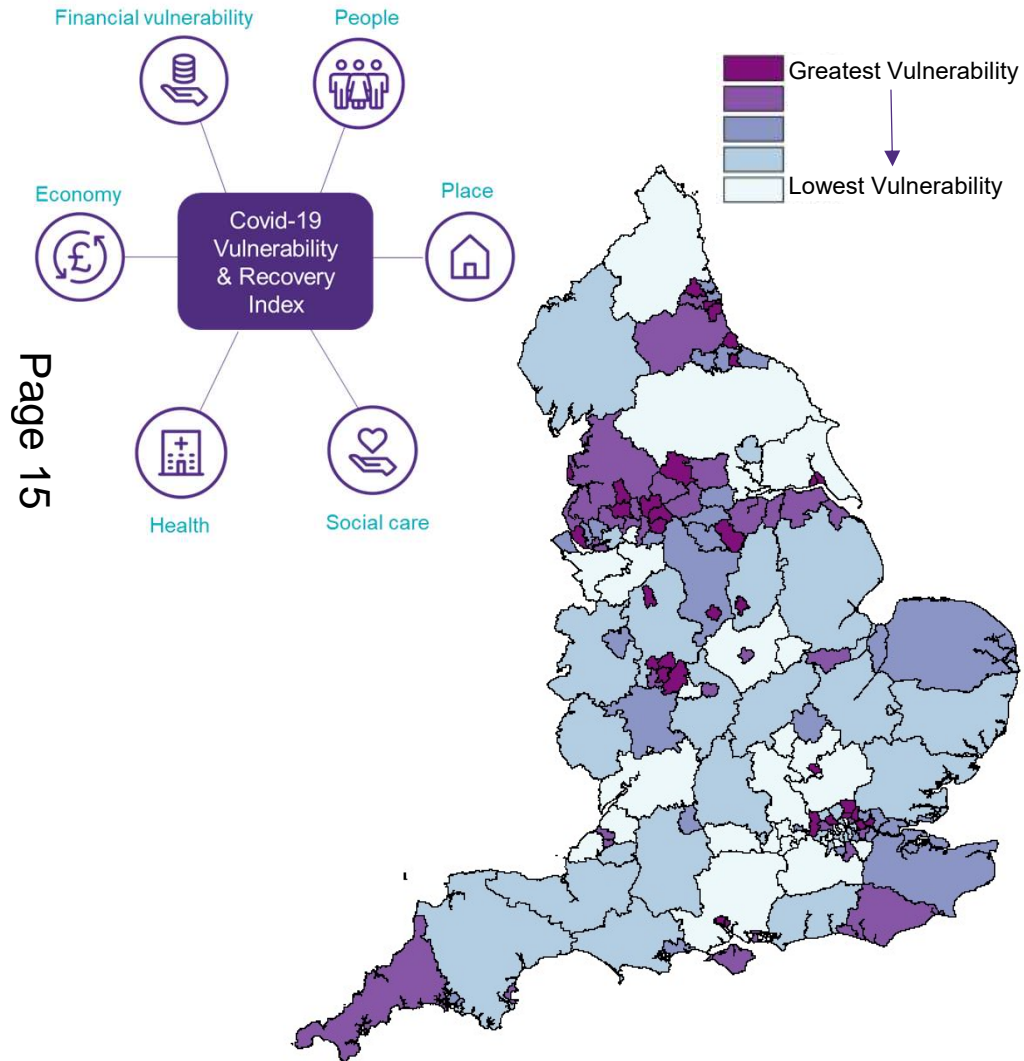 Financial vulnerability
People
Economy
£
Covid-19
Vulnerability
& Recovery
Index
Place
Health
Social care
Greatest Vulnerability
Lowest Vulnerability
Page 15